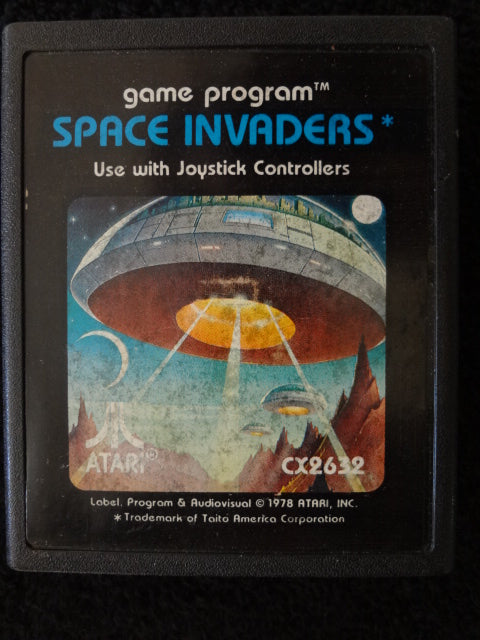 game program™
SPACE INVADERS*
Use with Joystick Controllers
ATARI®
CX2632
Label, Program & Audiovisual © 1978 ATARI, INC.
* Trademark of Taito America Corporation